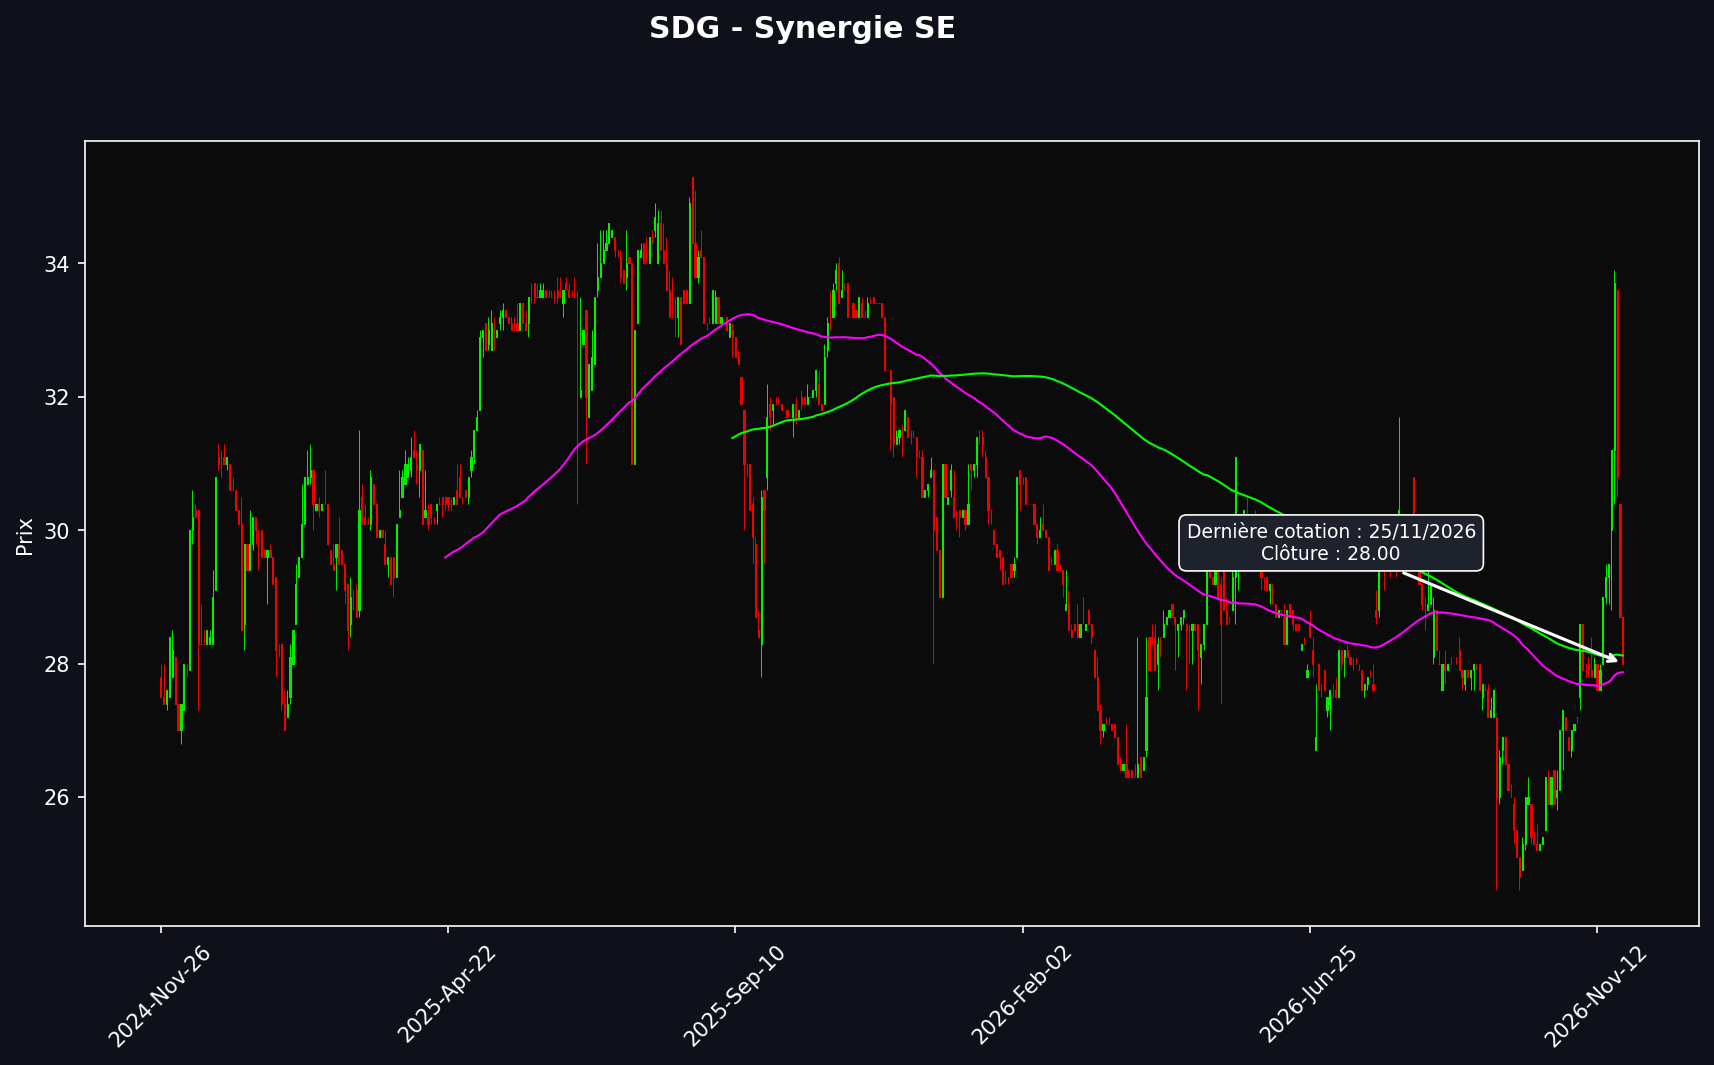 SDG - Synergie SE
Prix
34
32
30
28
26
Dernière cotation : 25/11/2026
Clôture : 28.00
2024-Nov-26
2025-Apr-22
2025-Sep-10
2026-Feb-02
2026-Jun-25
2026-Nov-12